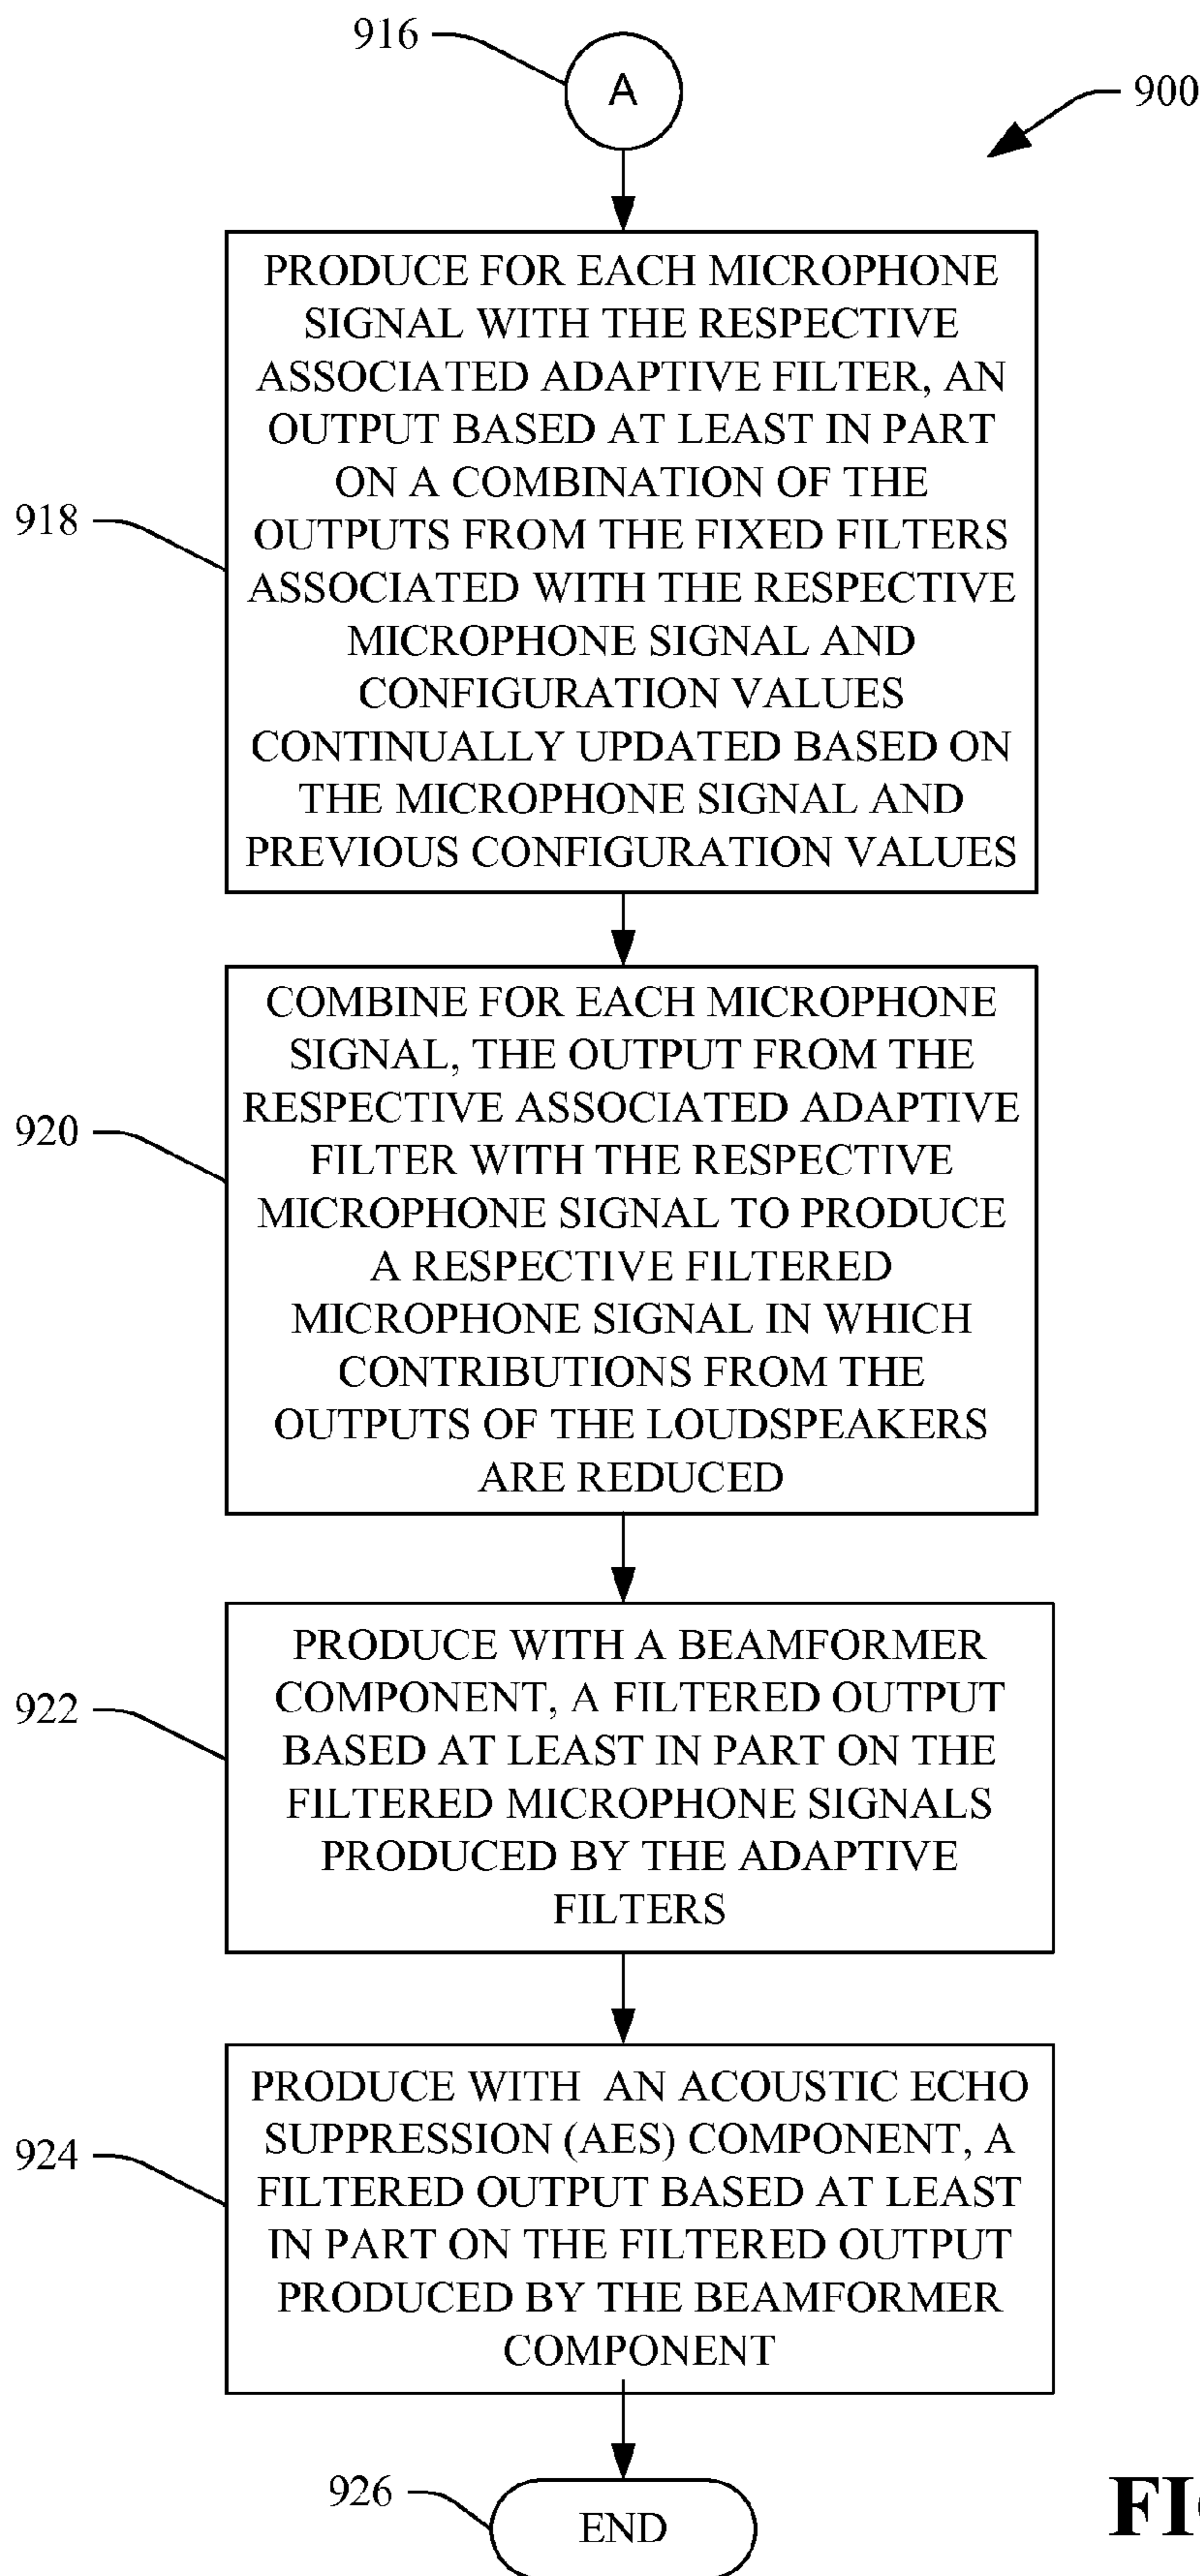 916
A
900
PRODUCE FOR EACH MICROPHONE
SIGNAL WITH THE RESPECTIVE
ASSOCIATED ADAPTIVE FILTER, AN
OUTPUT BASED AT LEAST IN PART
ON A COMBINATION OF THE
OUTPUTS FROM THE FIXED FILTERS
ASSOCIATED WITH THE RESPECTIVE
MICROPHONE SIGNAL AND
CONFIGURATION VALUES
CONTINUALLY UPDATED BASED ON
THE MICROPHONE SIGNAL AND
PREVIOUS CONFIGURATION VALUES
918
COMBINE FOR EACH MICROPHONE
SIGNAL, THE OUTPUT FROM THE
RESPECTIVE ASSOCIATED ADAPTIVE
FILTER WITH THE RESPECTIVE
MICROPHONE SIGNAL TO PRODUCE
A RESPECTIVE FILTERED
MICROPHONE SIGNAL IN WHICH
CONTRIBUTIONS FROM THE
OUTPUTS OF THE LOUDSPEAKERS
ARE REDUCED
920
PRODUCE WITH A BEAMFORMER
COMPONENT, A FILTERED OUTPUT
BASED AT LEAST IN PART ON THE
FILTERED MICROPHONE SIGNALS
PRODUCED BY THE ADAPTIVE
FILTERS
922
PRODUCE WITH AN ACOUSTIC ECHO
SUPPRESSION (AES) COMPONENT, A
FILTERED OUTPUT BASED AT LEAST
IN PART ON THE FILTERED OUTPUT
PRODUCED BY THE BEAMFORMER
COMPONENT
924
926
END